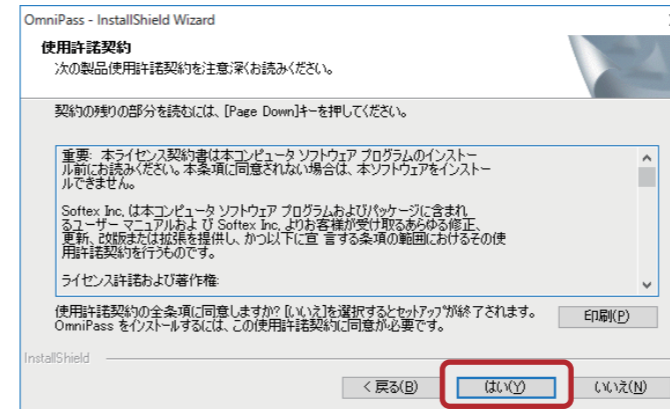 OmniPass - InstallShield Wizard
使用許諾契約
次の製品使用許諾契約を注意深くお読みください。
契約の残りの部分を読むには、[Page Down]キーを押してください。
重要: 本ライセンス契約書は本コンピュータ ソフトウェア プログラムのインストー
ル前にお読みください。本条項に同意されない場合は、本ソフトウェアをインストー
ルできません。
Softex Inc. は本コンピュータ ソフトウェア プログラムおよびパッケージに含まれ
るユーザー マニュアルおよ び Softex Inc. よりお客様が受け取るあらゆる修正、
更新、改版または拡張を提供し、かつ以下に宣 言する条項の範囲におけるその使
用許諾契約を行うものです。
ライセンス許諾および著作権:
使用許諾契約の全条項に同意しますか? [いいえ]を選択するとセットアップが終了されます。
OmniPass をインストールするには、この使用許諾契約に同意が必要です。
印刷(P)
InstallShield
< 戻る(B)
はい(Y)
いいえ(N)